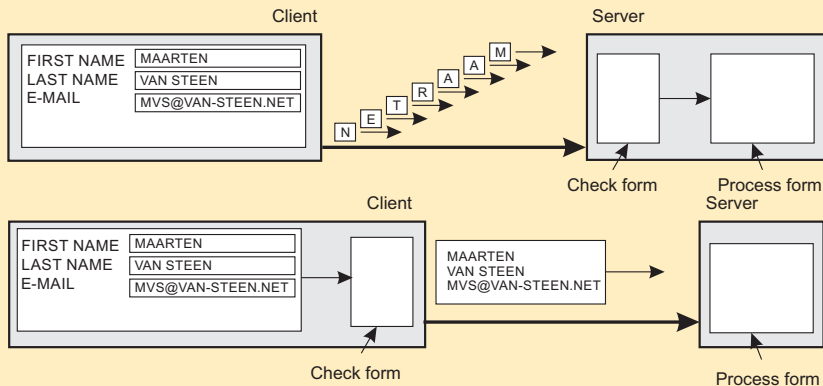 Client
Server
FIRST NAME MAARTEN
LAST NAME VAN STEEN
E-MAIL MVS@VAN-STEEN.NET
N E T R A A M
Check form
Process form
Client
Server
FIRST NAME MAARTEN
LAST NAME VAN STEEN
E-MAIL MVS@VAN-STEEN.NET
MAARTEN
VAN STEEN
MVS@VAN-STEEN.NET
Check form
Process form